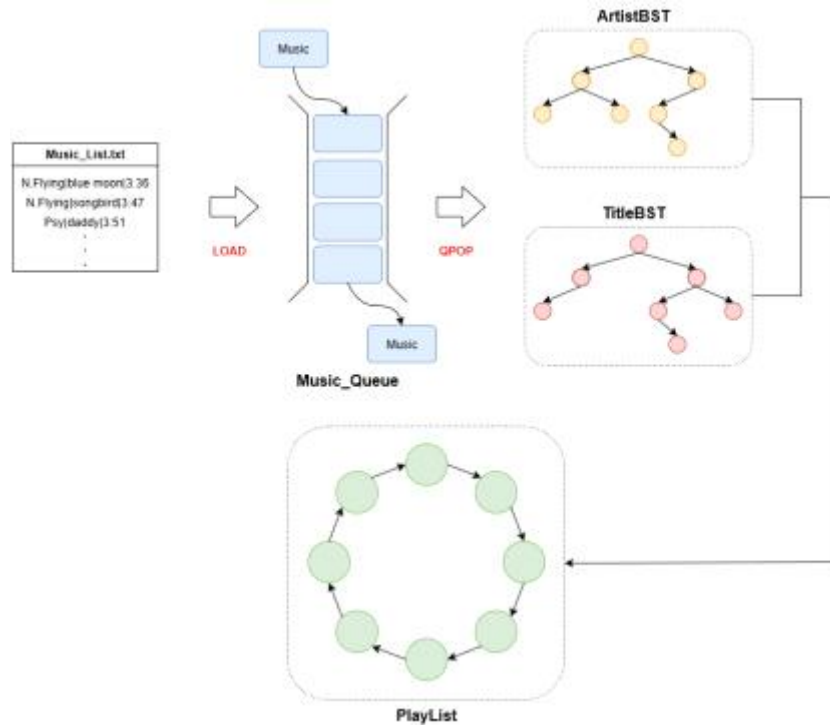 ArtistBST
Music
Music_List.txt
N.Flying|blue moon|3:36
N.Flying|songbird|3:47
Psy|daddy|3:51
.
.
.
LOAD
QPOP
TitleBST
Music
Music_Queue
PlayList